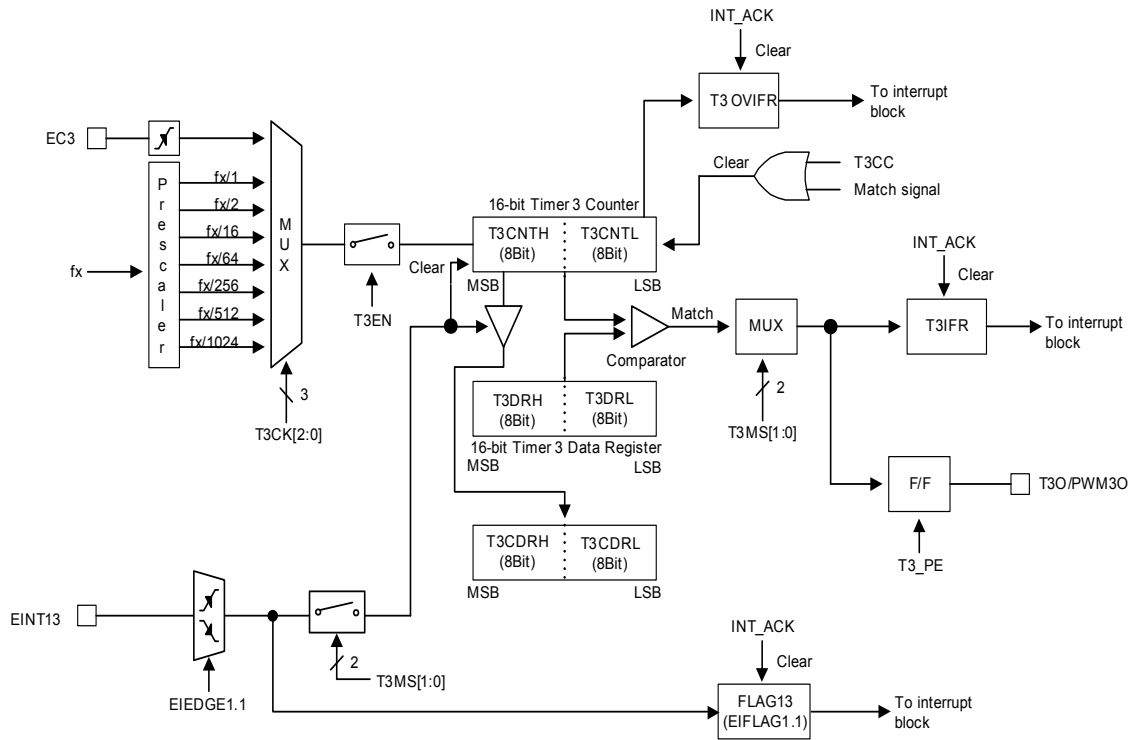 INT_ACK
Clear
T3OVIFR
To interrupt
block
EC3
Prescaler
fx/1
fx/2
fx/16
fx/64
fx/256
fx/512
fx/1024
fx
MUX
3
T3CK[2:0]
T3EN
Clear
T3CC
Match signal
16-bit Timer 3 Counter
T3CNTH
(8Bit)
T3CNTL
(8Bit)
Clear
MSB
LSB
Match
Comparator
MUX
2
T3MS[1:0]
INT_ACK
Clear
T3IFR
To interrupt
block
T3DRH
(8Bit)
T3DRL
(8Bit)
16-bit Timer 3 Data Register
MSB
LSB
F/F
T3O/PWM3O
T3_PE
T3CDRH
(8Bit)
T3CDRL
(8Bit)
MSB
LSB
EINT13
EIEDGE1.1
2
T3MS[1:0]
INT_ACK
Clear
FLAG13
(EIFLAG1.1)
To interrupt
block